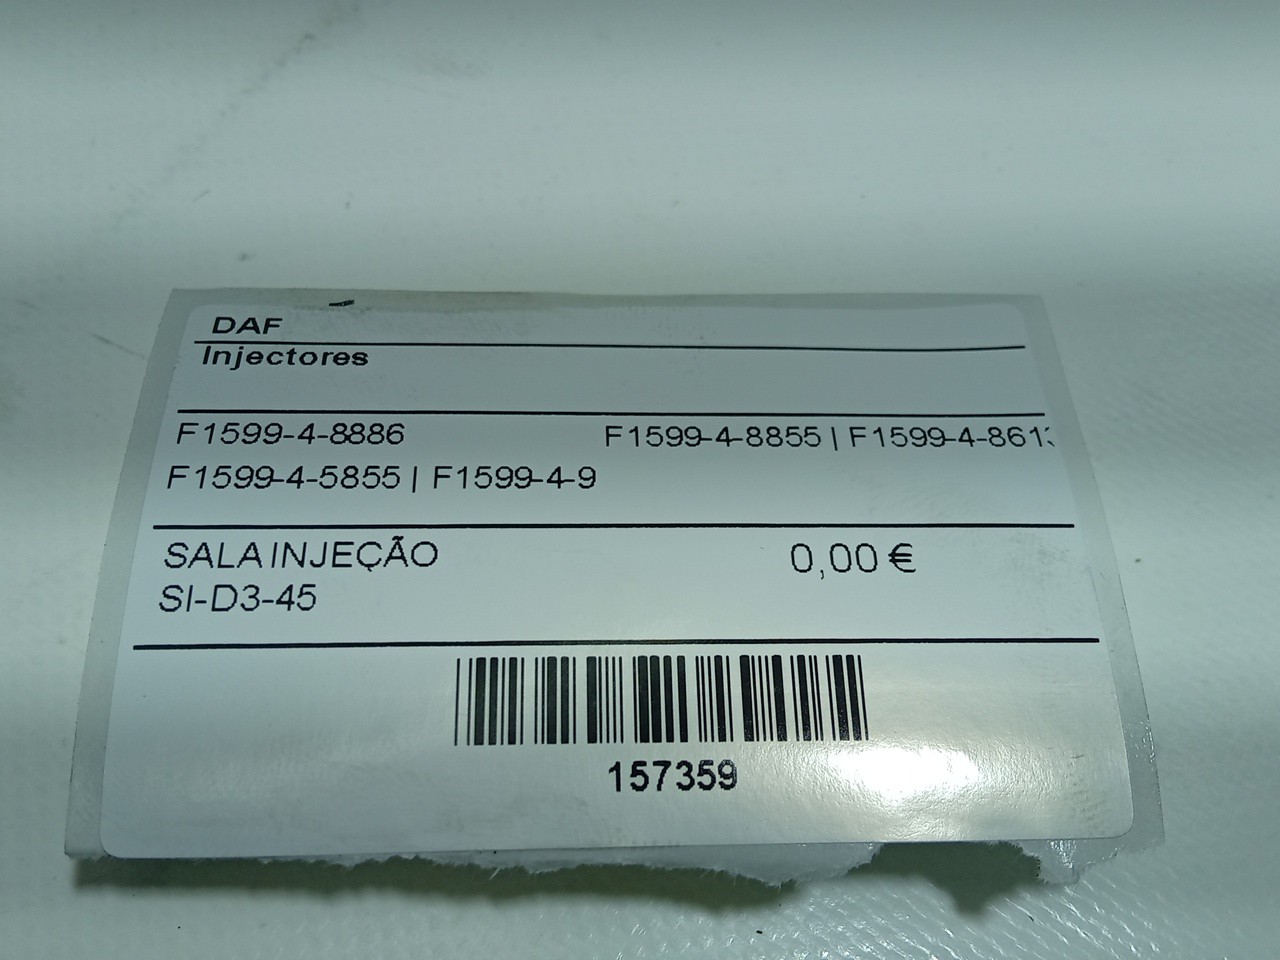 DAF
Injectores
F1599-4-8886 F1599-4-8855 | F1599-4-861
F1599-4-5855 | F1599-4-9
SALA INJEÇÃO 0,00 €
SI-D3-45
157359